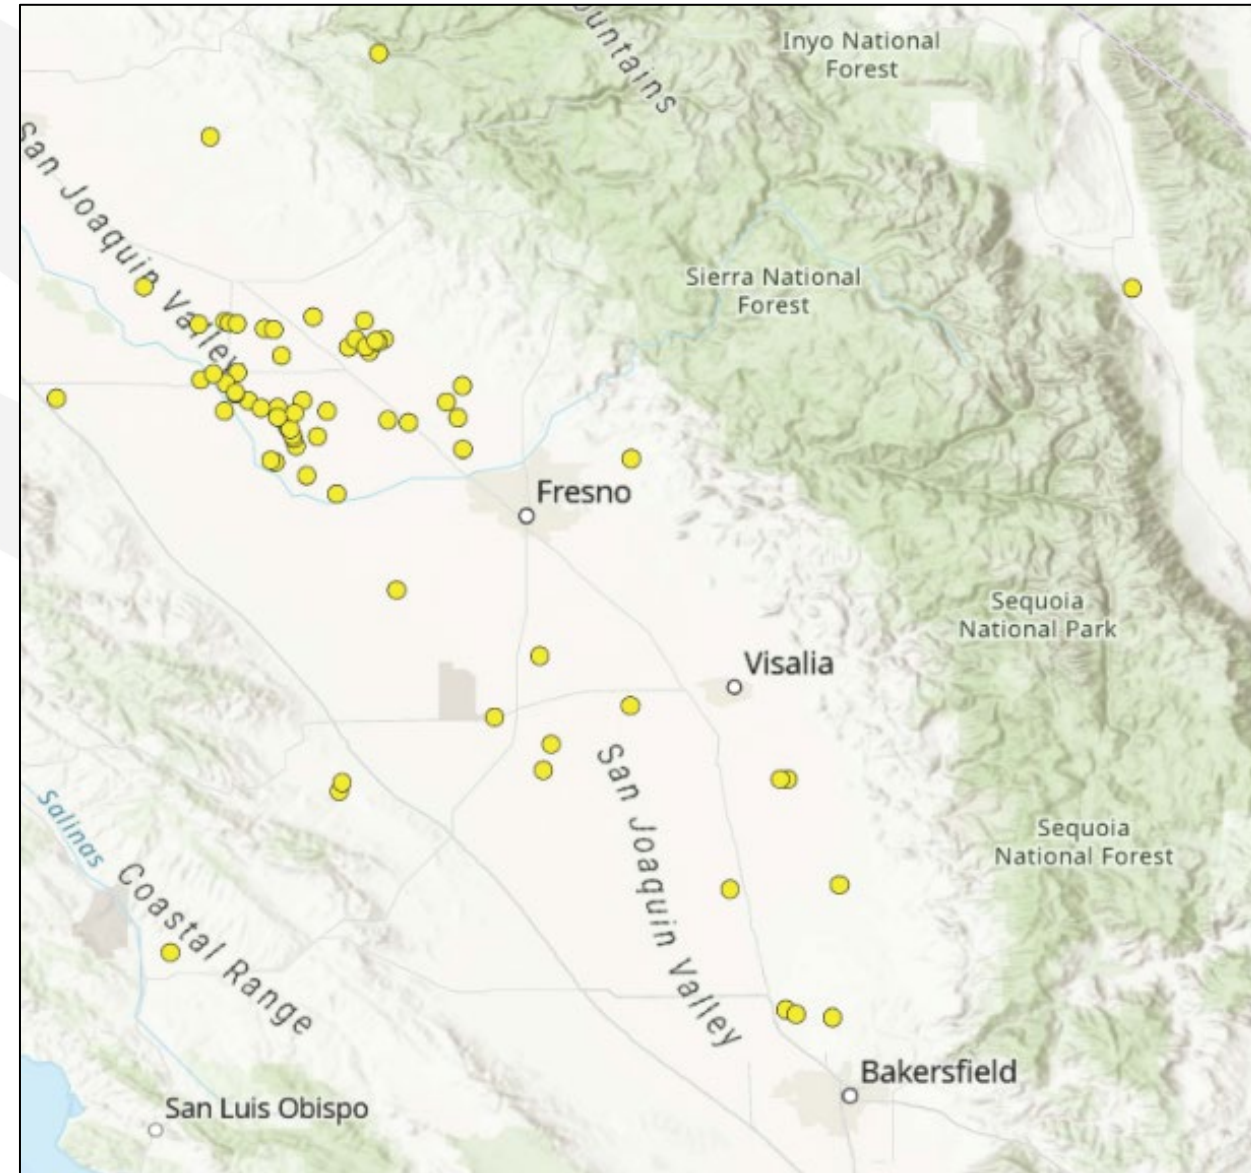 ountains
Inyo National
Forest
San Joaquin Valley
Sierra National
Forest
Fresno
Sequoia
National Park
Visalia
San Joaquin Valley
Salinas
Sequoia
National Forest
Coastal Range
Bakersfield
San Luis Obispo